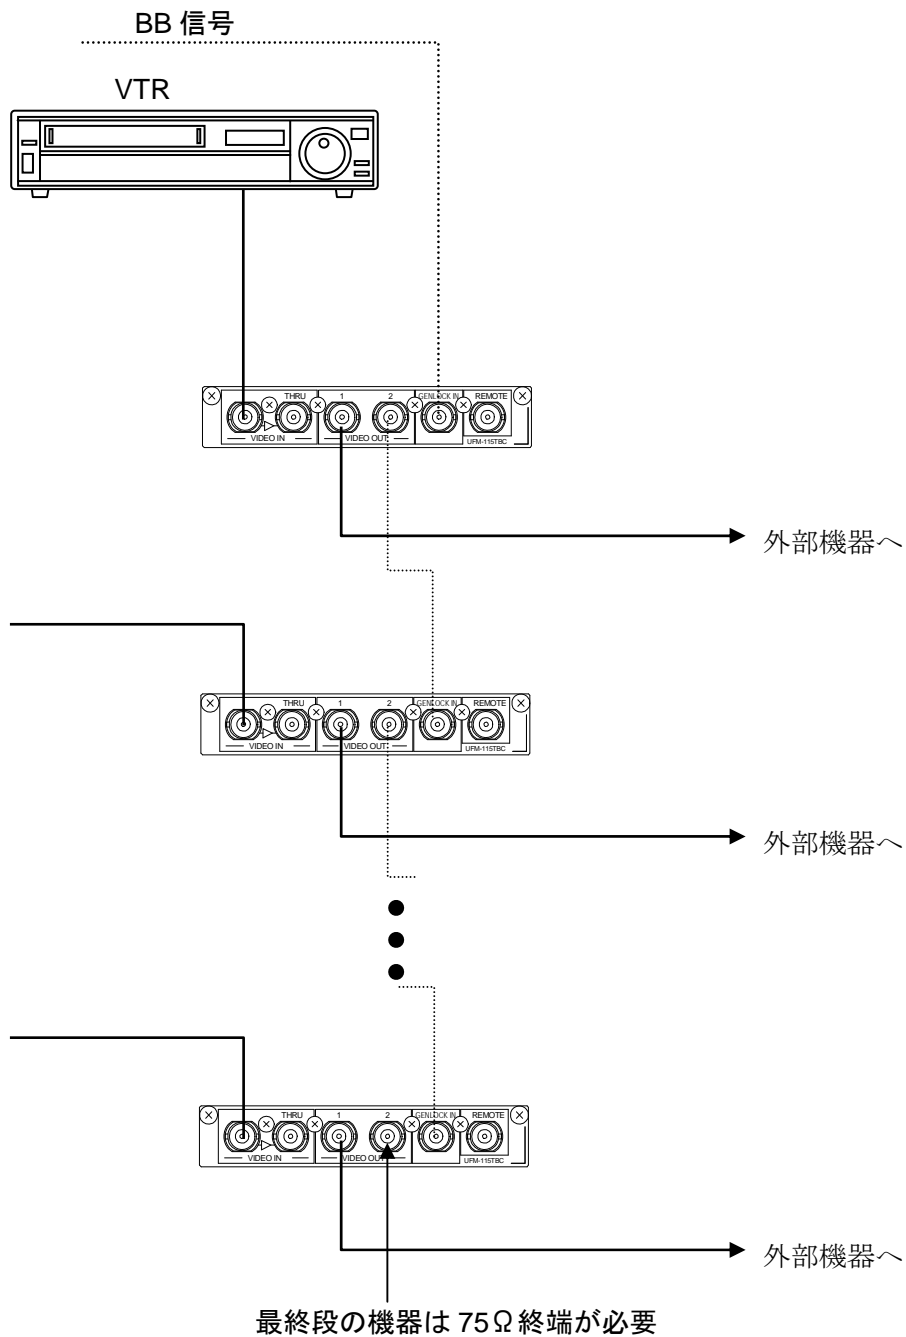 BB 信号
VTR
THRU 1 2 GENLOCK IN REMOTE
VIDEO IN VIDEO OUT UFM-115TBC
外部機器へ
THRU 1 2 GENLOCK IN REMOTE
VIDEO IN VIDEO OUT UFM-115TBC
外部機器へ
THRU 1 2 GENLOCK IN REMOTE
VIDEO IN VIDEO OUT UFM-115TBC
外部機器へ
最終段の機器は 75Ω終端が必要